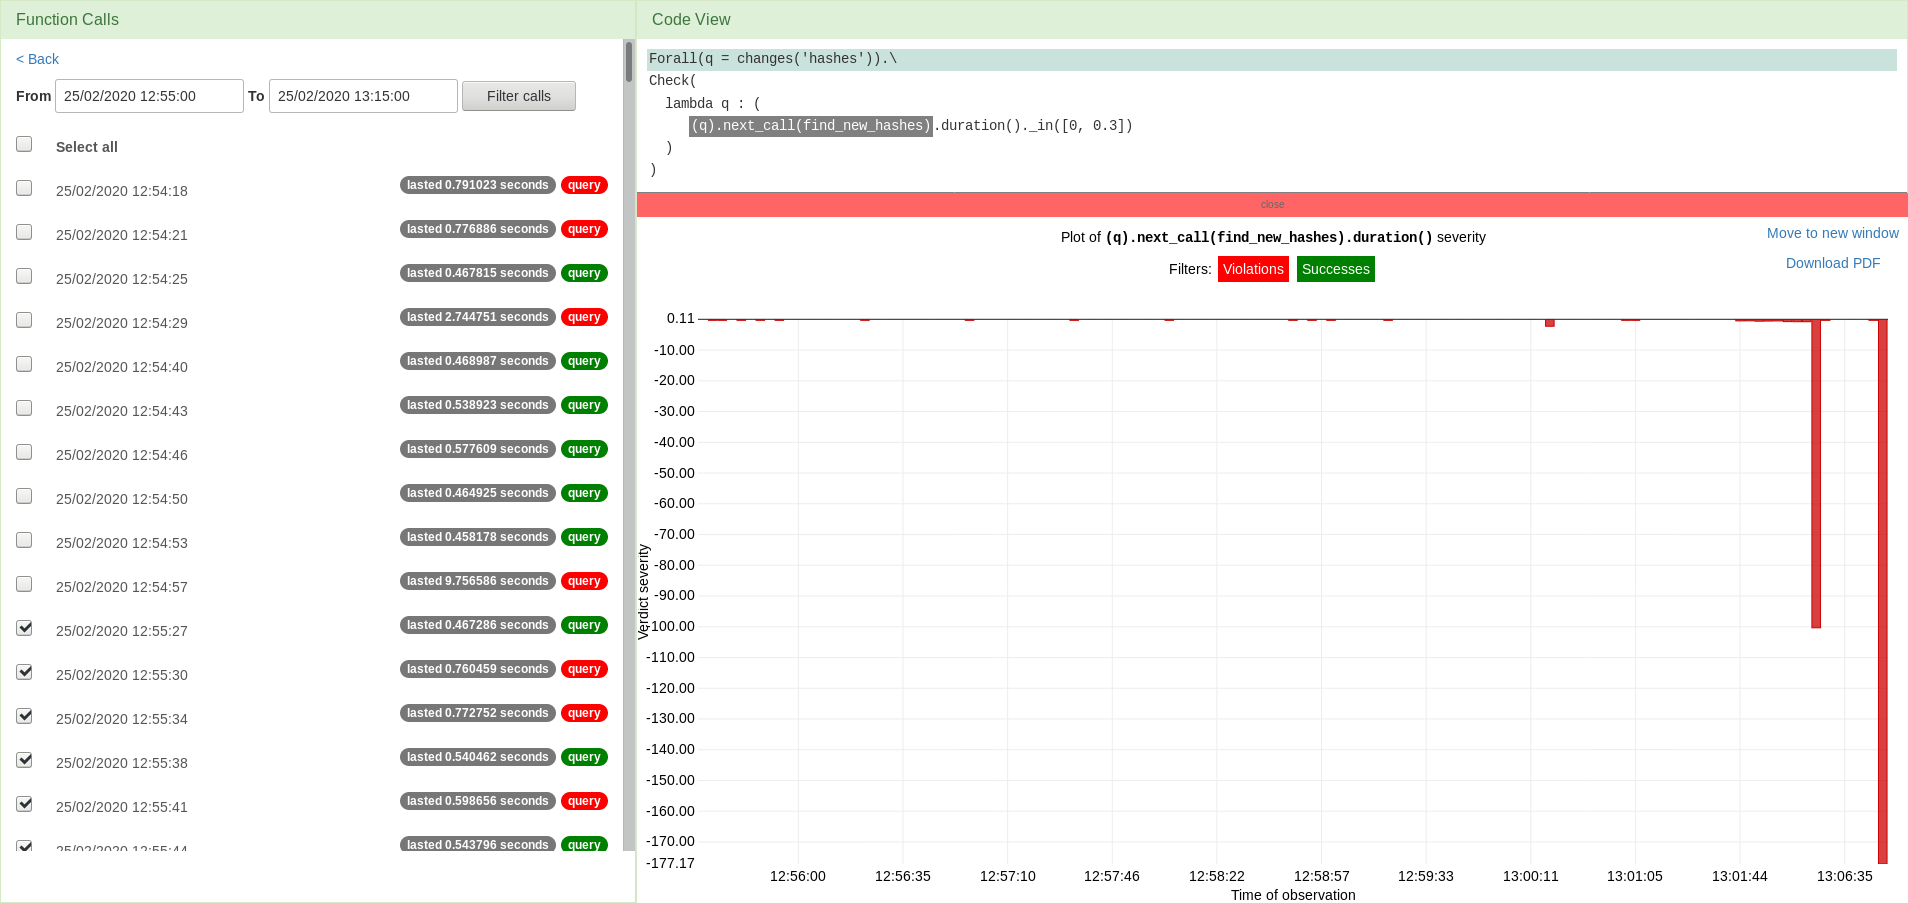 Function Calls
< Back
From 25/02/2020 12:55:00 To 25/02/2020 13:15:00 Filter calls
Select all
25/02/2020 12:54:18 lasted 0.791023 seconds query
25/02/2020 12:54:21 lasted 0.776886 seconds query
25/02/2020 12:54:25 lasted 0.467815 seconds query
25/02/2020 12:54:29 lasted 2.744751 seconds query
25/02/2020 12:54:40 lasted 0.468987 seconds query
25/02/2020 12:54:43 lasted 0.538923 seconds query
25/02/2020 12:54:46 lasted 0.577609 seconds query
25/02/2020 12:54:50 lasted 0.464925 seconds query
25/02/2020 12:54:53 lasted 0.458178 seconds query
25/02/2020 12:54:57 lasted 9.756586 seconds query
25/02/2020 12:55:27 lasted 0.467286 seconds query
25/02/2020 12:55:30 lasted 0.760459 seconds query
25/02/2020 12:55:34 lasted 0.772752 seconds query
25/02/2020 12:55:38 lasted 0.540462 seconds query
25/02/2020 12:55:41 lasted 0.598656 seconds query
25/02/2020 12:55:44 lasted 0.543796 seconds query
Code View
Forall(q = changes('hashes')).\
Check(
lambda q : (
(q).next_call(find_new_hashes).duration()._in([0, 0.3])
)
)
close
Plot of (q).next_call(find_new_hashes).duration() severity
Move to new window
Filters: Violations Successes
Download PDF
0.11
-10.00
-20.00
-30.00
-40.00
-50.00
-60.00
-70.00
-80.00
-90.00
-100.00
-110.00
-120.00
-130.00
-140.00
-150.00
-160.00
-170.00
-177.17
Verdict severity
12:56:00 12:56:35 12:57:10 12:57:46 12:58:22 12:58:57 12:59:33 13:00:11 13:01:05 13:01:44 13:06:35
Time of observation